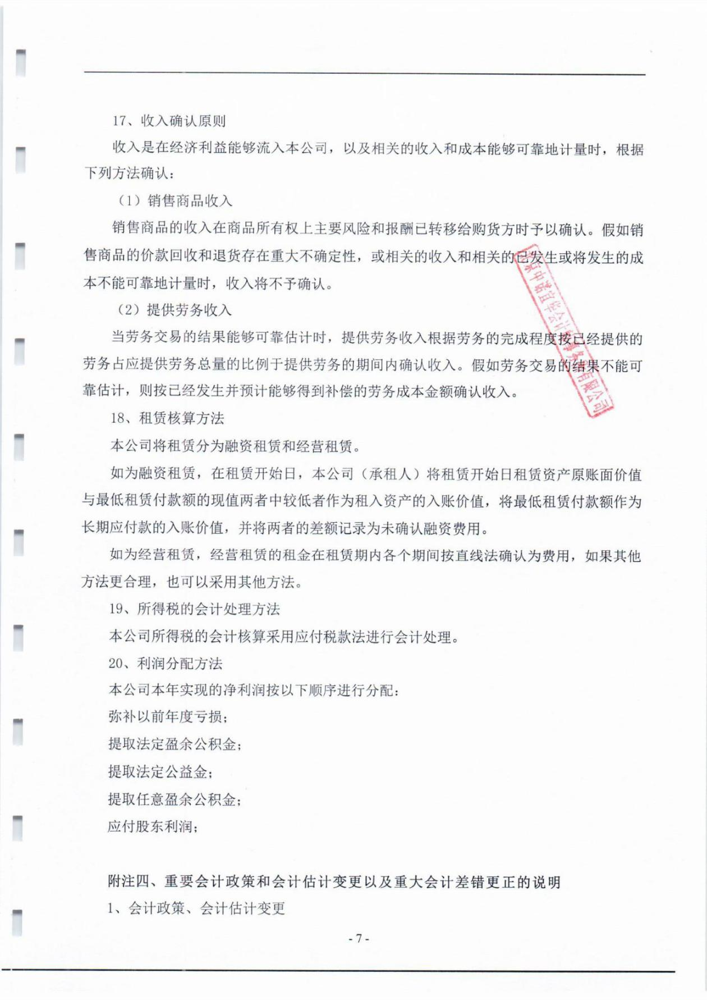 17、收入确认原则
收入是在经济利益能够流入本公司，以及相关的收入和成本能够可靠地计量时，根据
下列方法确认：
（1）销售商品收入
销售商品的收入在商品所有权上主要风险和报酬已转移给购货方时予以确认。假如销
售商品的价款回收和退货存在重大不确定性，或相关的收入和相关的已发生或将发生的成
本不能可靠地计量时，收入将不予确认。
（2）提供劳务收入
当劳务交易的结果能够可靠估计时，提供劳务收入根据劳务的完成程度按已经提供的
劳务占应提供劳务总量的比例于提供劳务的期间内确认收入。假如劳务交易的结果不能可
靠估计，则按已经发生并预计能够得到补偿的劳务成本金额确认收入。
18、租赁核算方法
本公司将租赁分为融资租赁和经营租赁。
如为融资租赁，在租赁开始日，本公司（承租人）将租赁开始日租赁资产原账面价值
与最低租赁付款额的现值两者中较低者作为租入资产的入账价值，将最低租赁付款额作为
长期应付款的入账价值，并将两者的差额记录为未确认融资费用。
如为经营租赁，经营租赁的租金在租赁期内各个期间按直线法确认为费用，如果其他
方法更合理，也可以采用其他方法。
19、所得税的会计处理方法
本公司所得税的会计核算采用应付税款法进行会计处理。
20、利润分配方法
本公司本年实现的净利润按以下顺序进行分配：
弥补以前年度亏损；
提取法定盈余公积金；
提取法定公益金；
提取任意盈余公积金；
应付股东利润；
附注四、重要会计政策和会计估计变更以及重大会计差错更正的说明
1、会计政策、会计估计变更
- 7 -